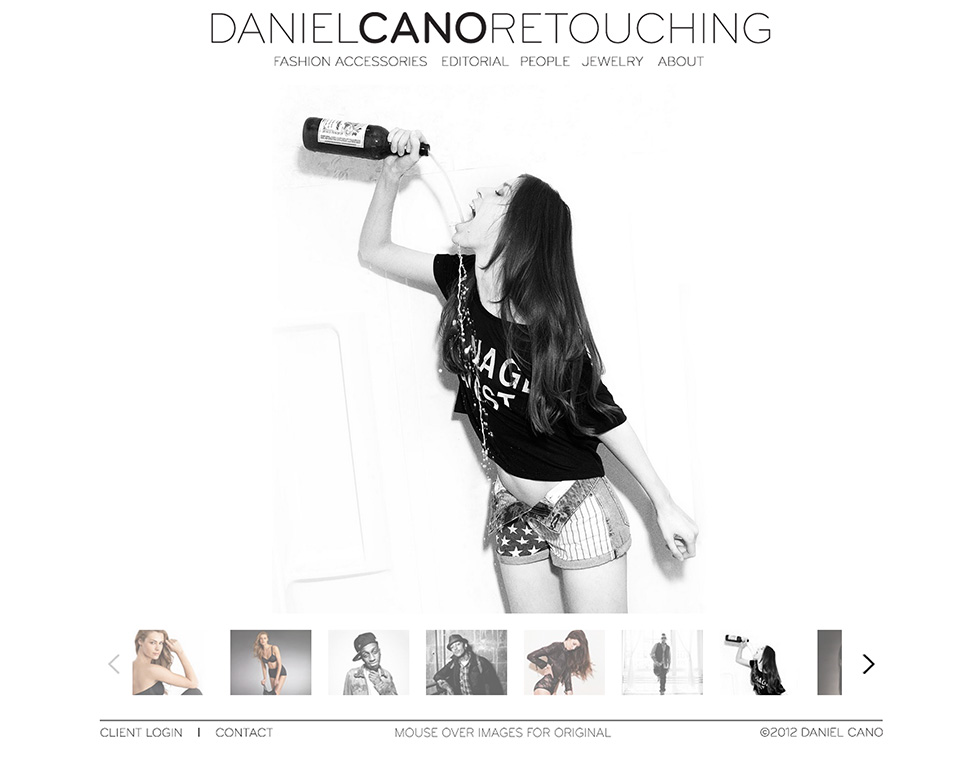 DANIELCANORETOUCHING
FASHION ACCESSORIES EDITORIAL PEOPLE JEWELRY ABOUT
CLIENT LOGIN I CONTACT MOUSE OVER IMAGES FOR ORIGINAL ©2012 DANIEL CANO